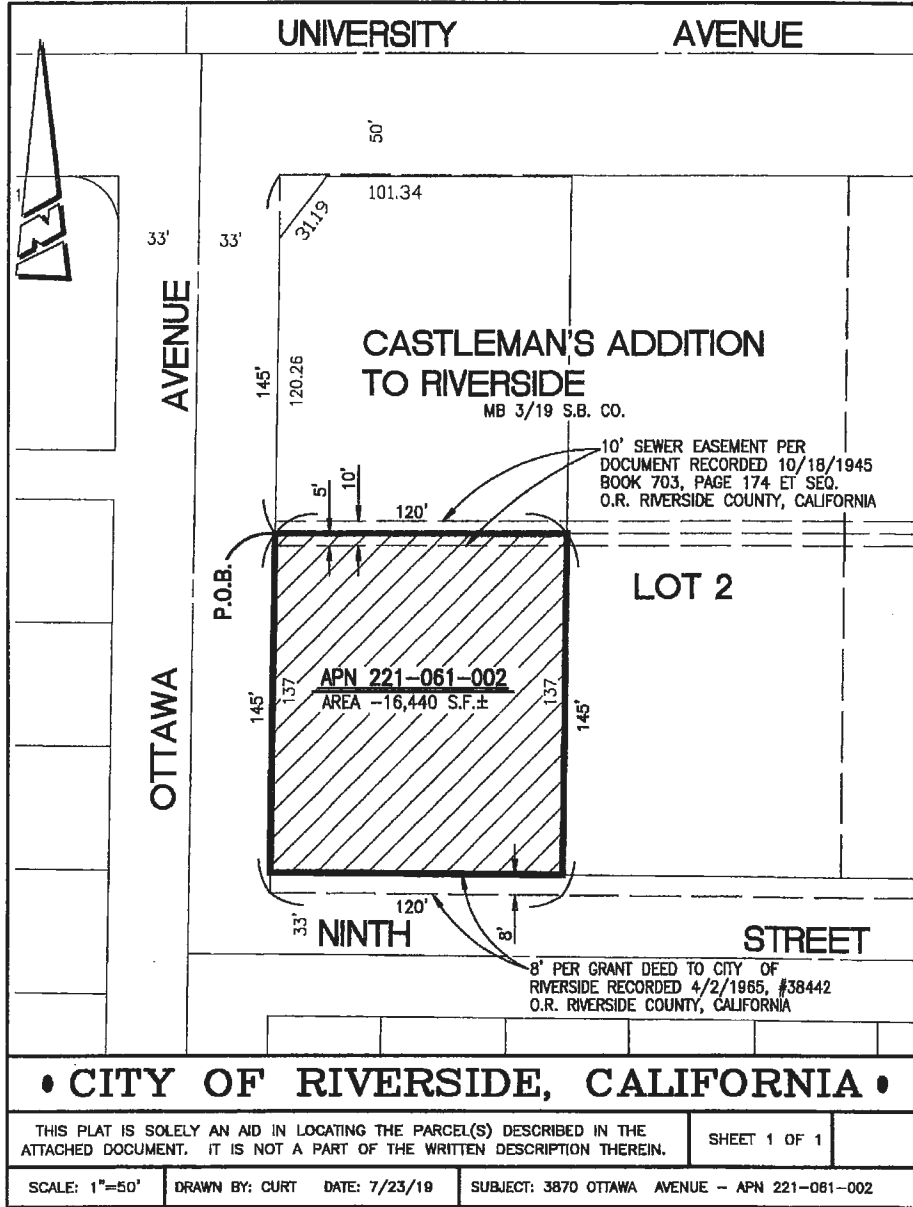 UNIVERSITY AVENUE
50'
101.34
31.19
33' 33'
N
AVENUE
145'
120.26
CASTLEMAN'S ADDITION
TO RIVERSIDE
MB 3/19 S.B. CO.
10' SEWER EASEMENT PER
DOCUMENT RECORDED 10/18/1945
BOOK 703, PAGE 174 ET SEQ.
O.R. RIVERSIDE COUNTY, CALIFORNIA
5'
10'
120'
P.O.B.
LOT 2
APN 221-061-002
AREA -16,440 S.F.±
145'
137
137
145'
OTTAWA
120'
33'
8'
NINTH STREET
8' PER GRANT DEED TO CITY OF
RIVERSIDE RECORDED 4/2/1965, #38442
O.R. RIVERSIDE COUNTY, CALIFORNIA
• CITY OF RIVERSIDE, CALIFORNIA •
THIS PLAT IS SOLELY AN AID IN LOCATING THE PARCEL(S) DESCRIBED IN THE
ATTACHED DOCUMENT. IT IS NOT A PART OF THE WRITTEN DESCRIPTION THEREIN.
SHEET 1 OF 1
SCALE: 1"=50'
DRAWN BY: CURT DATE: 7/23/19
SUBJECT: 3870 OTTAWA AVENUE - APN 221-061-002